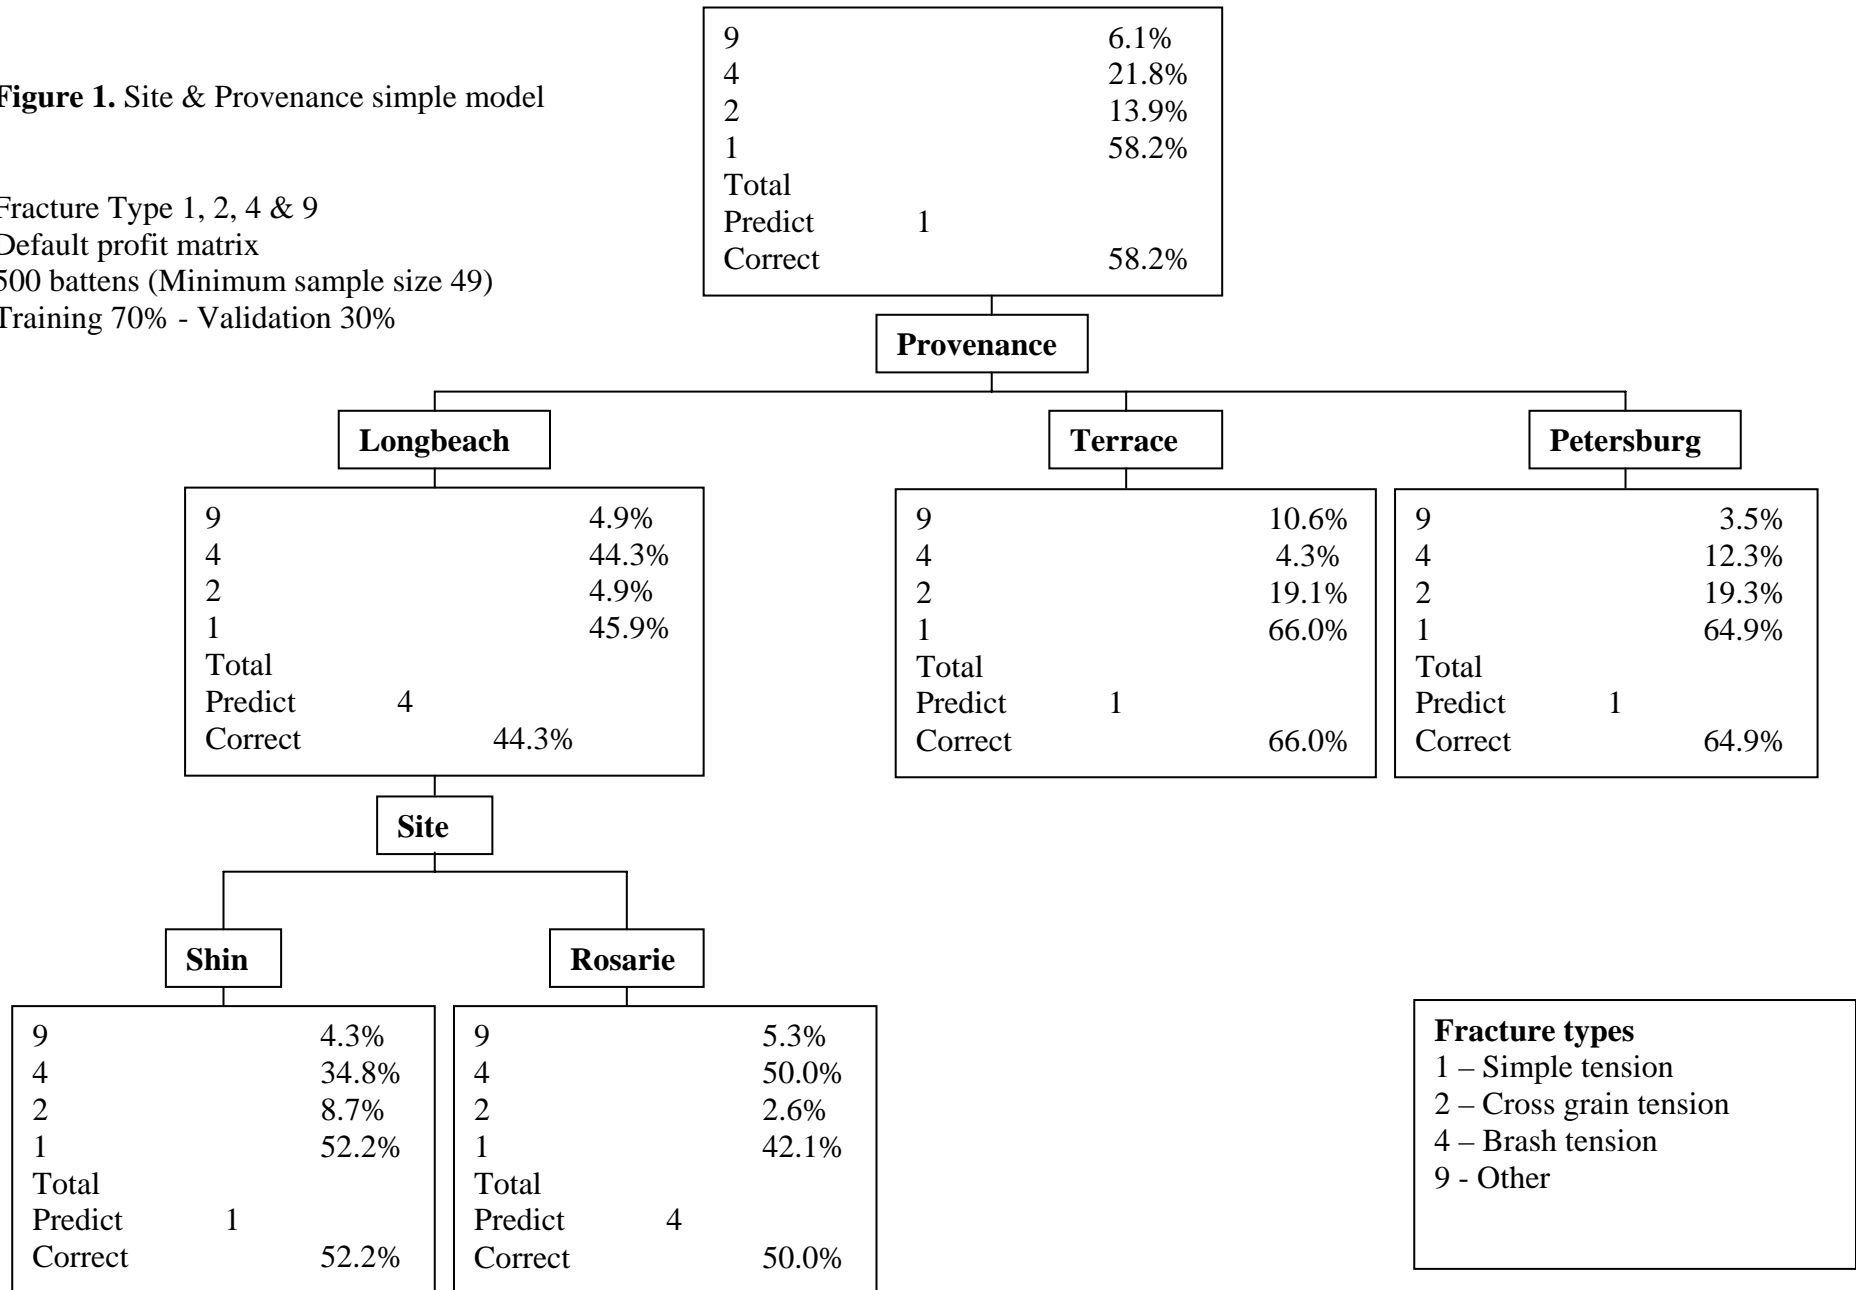 Figure 1. Site & Provenance simple model
Fracture Type 1, 2, 4 & 9
Default profit matrix
500 battens (Minimum sample size 49)
Training 70% - Validation 30%
9 6.1%
4 21.8%
2 13.9%
1 58.2%
Total
Predict 1
Correct 58.2%
Provenance
Longbeach
9 4.9%
4 44.3%
2 4.9%
1 45.9%
Total
Predict 4
Correct 44.3%
Terrace
9 10.6%
4 4.3%
2 19.1%
1 66.0%
Total
Predict 1
Correct 66.0%
Petersburg
9 3.5%
4 12.3%
2 19.3%
1 64.9%
Total
Predict 1
Correct 64.9%
Site
Shin
9 4.3%
4 34.8%
2 8.7%
1 52.2%
Total
Predict 1
Correct 52.2%
Rosarie
9 5.3%
4 50.0%
2 2.6%
1 42.1%
Total
Predict 4
Correct 50.0%
Fracture types
1 – Simple tension
2 – Cross grain tension
4 – Brash tension
9 - Other